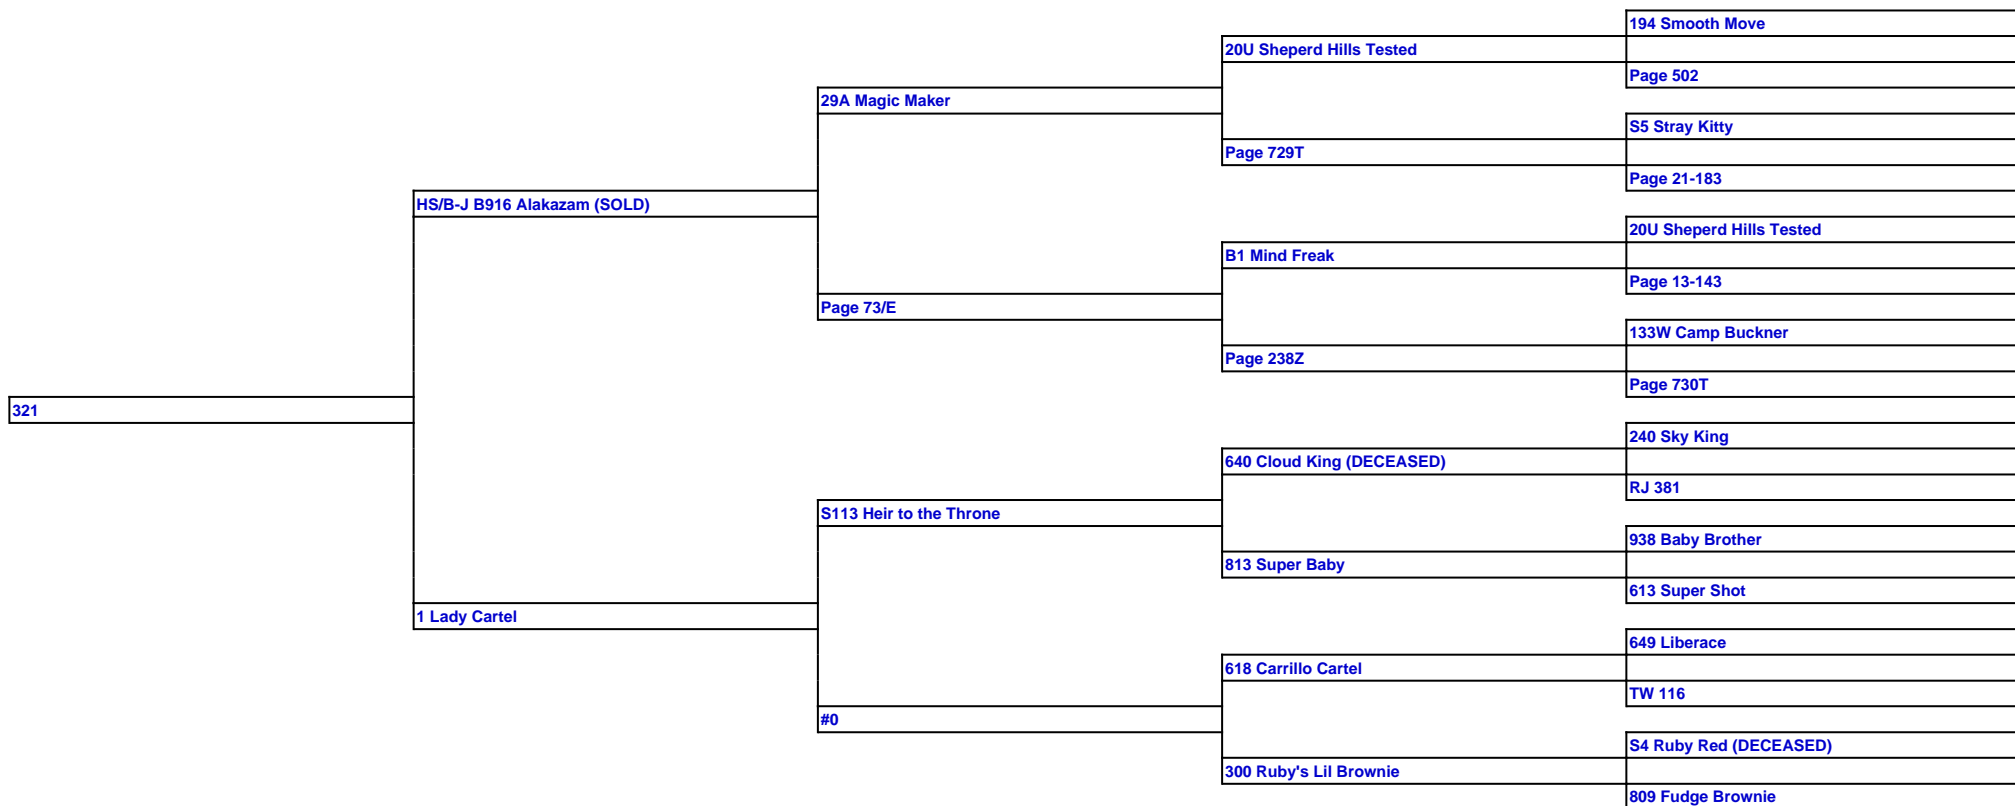 194 Smooth Move
20U Sheperd Hills Tested
Page 502
29A Magic Maker
S5 Stray Kitty
Page 729T
Page 21-183
HS/B-J B916 Alakazam (SOLD)
20U Sheperd Hills Tested
B1 Mind Freak
Page 13-143
Page 73/E
133W Camp Buckner
Page 238Z
Page 730T
321
240 Sky King
640 Cloud King (DECEASED)
RJ 381
S113 Heir to the Throne
938 Baby Brother
813 Super Baby
613 Super Shot
1 Lady Cartel
649 Liberace
618 Carrillo Cartel
TW 116
#0
S4 Ruby Red (DECEASED)
300 Ruby's Lil Brownie
809 Fudge Brownie